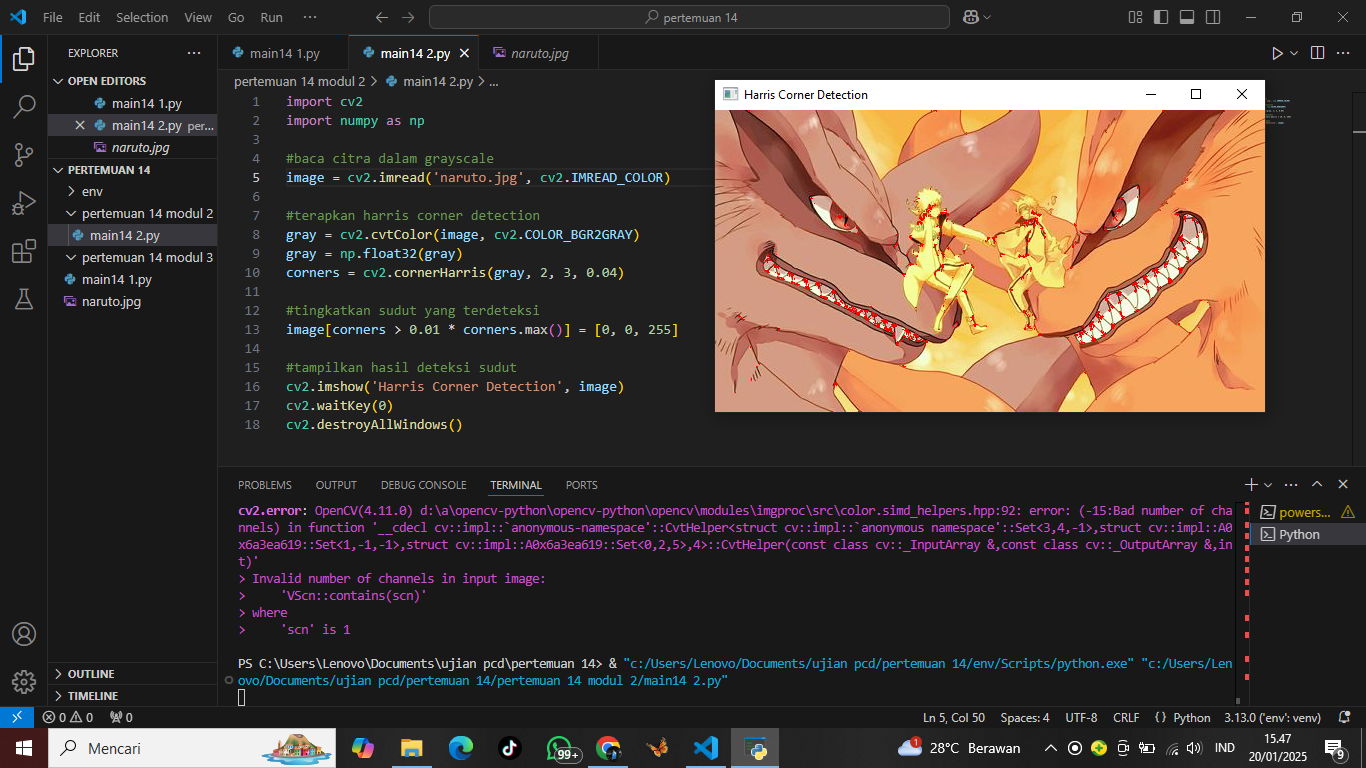 File Edit Selection View Go Run ··· pertemuan 14
EXPLORER ···
OPEN EDITORS
main14 1.py
main14 2.py per...
naruto.jpg
PERTEMUAN 14
env
pertemuan 14 modul 2
main14 2.py
pertemuan 14 modul 3
main14 1.py
naruto.jpg
OUTLINE
TIMELINE
main14 1.py main14 2.py naruto.jpg
pertemuan 14 modul 2 > main14 2.py > ...
1 import cv2
2 import numpy as np
3
4 #baca citra dalam grayscale
5 image = cv2.imread('naruto.jpg', cv2.IMREAD_COLOR)
6
7 #terapkan harris corner detection
8 gray = cv2.cvtColor(image, cv2.COLOR_BGR2GRAY)
9 gray = np.float32(gray)
10 corners = cv2.cornerHarris(gray, 2, 3, 0.04)
11
12 #tingkatkan sudut yang terdeteksi
13 image[corners > 0.01 * corners.max()] = [0, 0, 255]
14
15 #tampilkan hasil deteksi sudut
16 cv2.imshow('Harris Corner Detection', image)
17 cv2.waitKey(0)
18 cv2.destroyAllWindows()
Harris Corner Detection
PROBLEMS OUTPUT DEBUG CONSOLE TERMINAL PORTS
cv2.error: OpenCV(4.11.0) d:\a\opencv-python\opencv-python\opencv\modules\imgproc\src\color.simd_helpers.hpp:92: error: (-15:Bad number of cha
nnels) in function '__cdecl cv::impl::`anonymous-namespace'::CvtHelper<struct cv::impl::`anonymous namespace'::Set<3,4,-1>,struct cv::impl::A0
x6a3ea619::Set<1,-1,-1>,struct cv::impl::A0x6a3ea619::Set<0,2,5>,4>::CvtHelper(const class cv::_InputArray &,const class cv::_OutputArray &,in
t)'
> Invalid number of channels in input image:
>     'VScn::contains(scn)'
> where
>     'scn' is 1
PS C:\Users\Lenovo\Documents\ujian pcd\pertemuan 14> & "c:/Users/Lenovo/Documents/ujian pcd/pertemuan 14/env/Scripts/python.exe" "c:/Users/Len
ovo/Documents/ujian pcd/pertemuan 14/pertemuan 14 modul 2/main14 2.py"
powers...
Python
0 0 0 Ln 5, Col 50 Spaces: 4 UTF-8 CRLF {} Python 3.13.0 ('env': venv)
Mencari 99+ 28°C Berawan IND 15.47
20/01/2025
9